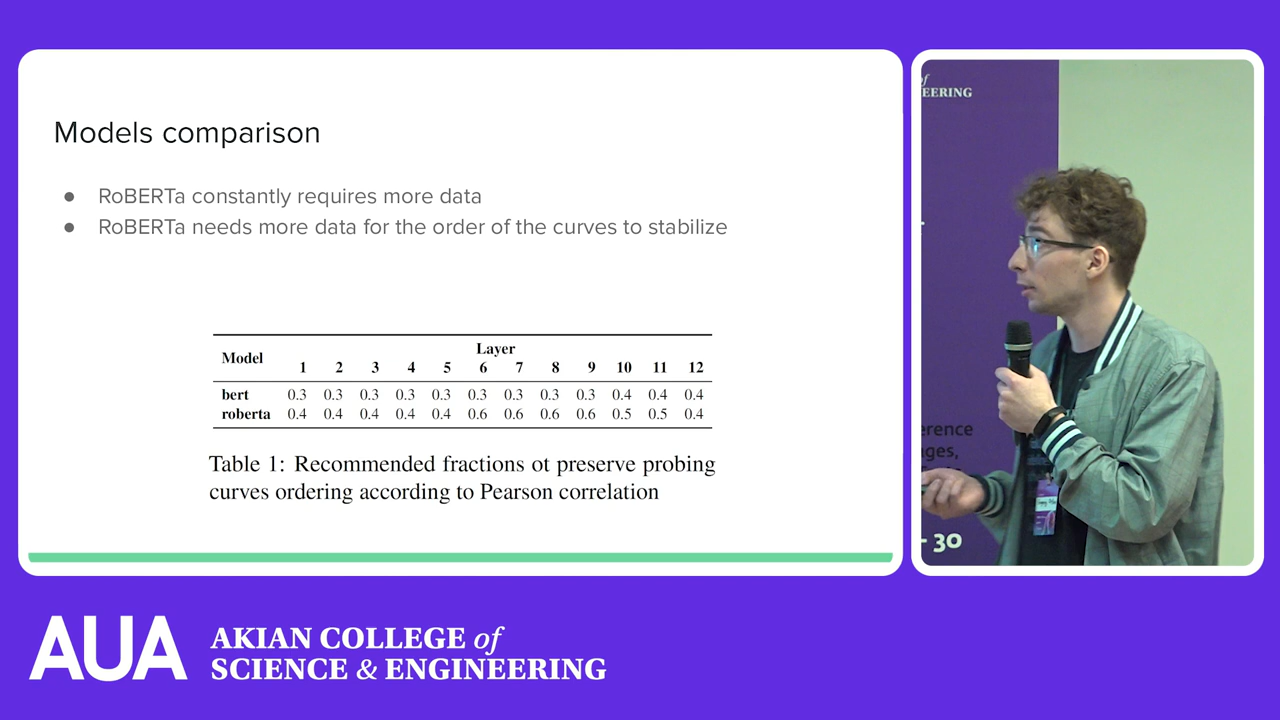 Models comparison
● RoBERTa constantly requires more data
● RoBERTa needs more data for the order of the curves to stabilize
Model Layer
1 2 3 4 5 6 7 8 9 10 11 12
bert 0.3 0.3 0.3 0.3 0.3 0.3 0.3 0.3 0.3 0.4 0.4 0.4
roberta 0.4 0.4 0.4 0.4 0.4 0.6 0.6 0.6 0.6 0.5 0.5 0.4
Table 1: Recommended fractions ot preserve probing
curves ordering according to Pearson correlation
of
EERING
erence
ges,
- 30
AUA
AKIAN COLLEGE of
SCIENCE & ENGINEERING